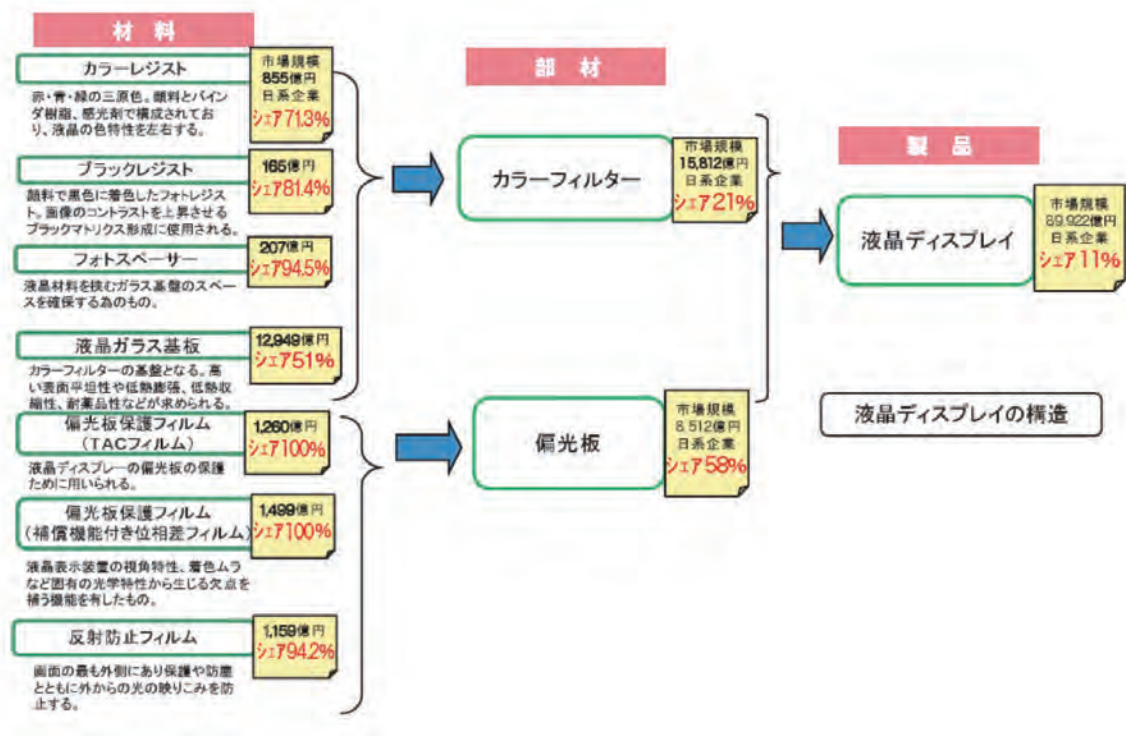 材 料
カラーレジスト
市場規模
855億円
日系企業
シェア71.3%
赤・青・緑の三原色。顔料とバイン
ダ樹脂、感光剤で構成されてお
り、液晶の色特性を左右する。
ブラックレジスト
165億円
シェア81.4%
顔料で黒色に着色したフォトレジス
ト。画像のコントラストを上昇させる
ブラックマトリクス形成に使用される。
フォトスペーサー
207億円
シェア94.5%
液晶材料を挟むガラス基盤のスペー
スを確保する為のもの。
液晶ガラス基板
12,949億円
シェア51%
カラーフィルターの基盤となる。高
い表面平坦性や低熱膨張、低熱収
縮性、耐薬品性などが求められる。
偏光板保護フィルム
(TACフィルム)
1,260億円
シェア100%
液晶ディスプレーの偏光板の保護
ために用いられる。
偏光板保護フィルム
(補償機能付き位相差フィルム)
1,499億円
シェア100%
液晶表示装置の視角特性、着色ムラ
など固有の光学特性から生じる欠点を
補う機能を有したもの。
反射防止フィルム
1,159億円
シェア94.2%
画面の最も外側にあり保護や防塵
とともに外からの光の映りこみを防
止する。
部 材
カラーフィルター
市場規模
15,812億円
日系企業
シェア21%
偏光板
市場規模
8,512億円
日系企業
シェア58%
製 品
液晶ディスプレイ
市場規模
89,922億円
日系企業
シェア11%
液晶ディスプレイの構造